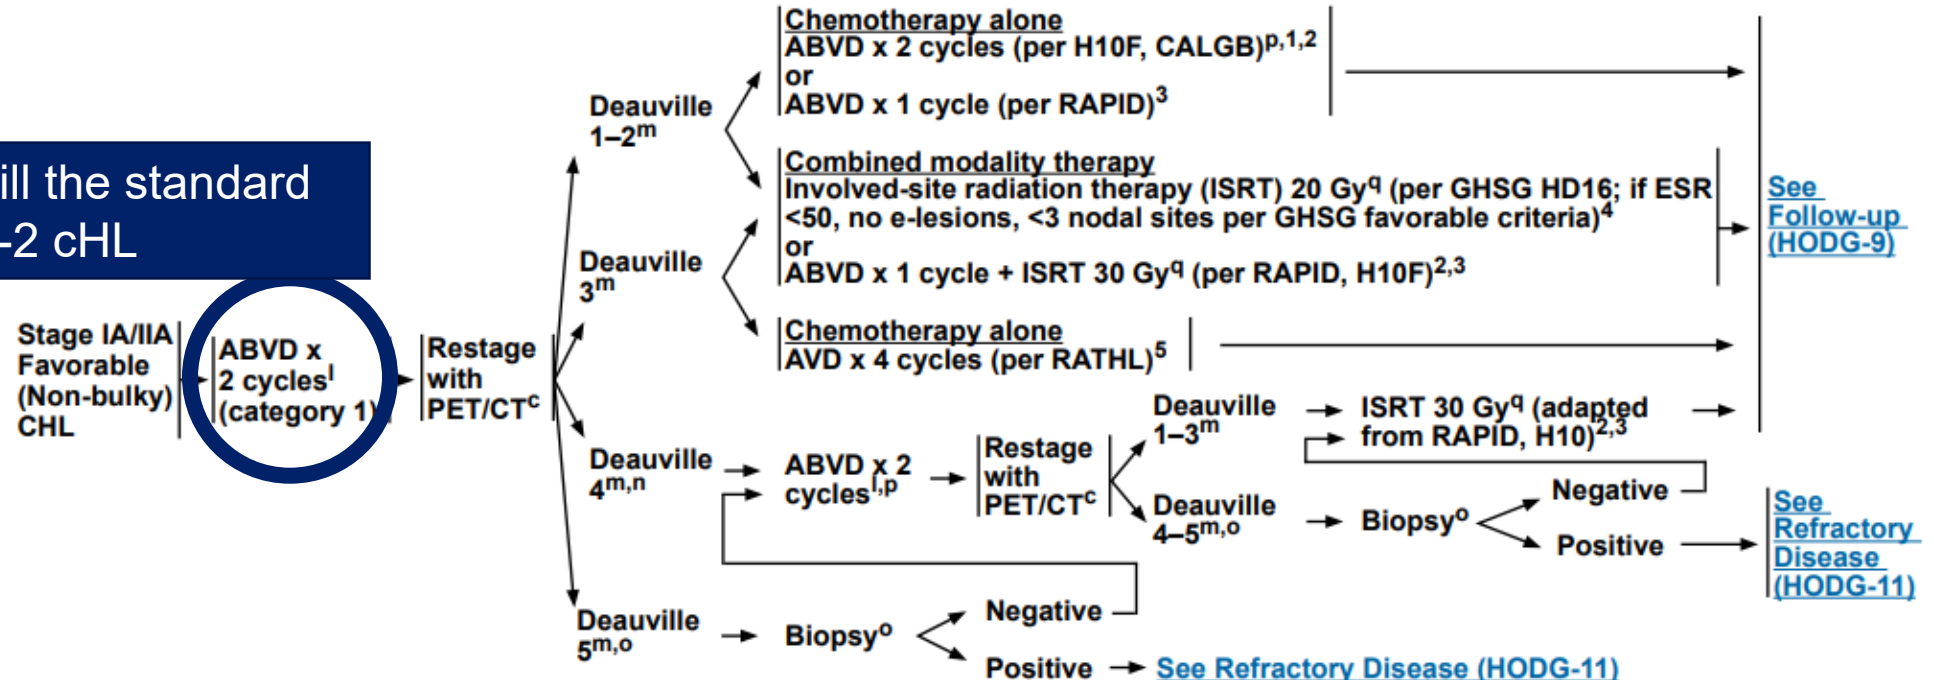 ill the standard
-2 cHL
Stage IA/IIA
Favorable
(Non-bulky)
CHL
ABVD x
2 cyclesˡ
(category 1)
Restage
with
PET/CTᶜ
Deauville
1–2ᵐ
Chemotherapy alone
ABVD x 2 cycles (per H10F, CALGB)ᵖ,¹,²
or
ABVD x 1 cycle (per RAPID)³
Combined modality therapy
Involved-site radiation therapy (ISRT) 20 Gyq (per GHSG HD16; if ESR
<50, no e-lesions, <3 nodal sites per GHSG favorable criteria)⁴
or
ABVD x 1 cycle + ISRT 30 Gyq (per RAPID, H10F)²,³
Deauville
3ᵐ
Chemotherapy alone
AVD x 4 cycles (per RATHL)⁵
See
Follow-up
(HODG-9)
Deauville
4ᵐ,ⁿ
ABVD x 2
cyclesˡ,ᵖ
Restage
with
PET/CTᶜ
Deauville
1–3ᵐ
ISRT 30 Gyq (adapted
from RAPID, H10)²,³
Deauville
4–5ᵐ,ᵒ
Biopsyᵒ
Negative
Positive
See
Refractory
Disease
(HODG-11)
Deauville
5ᵐ,ᵒ
Biopsyᵒ
Negative
Positive
See Refractory Disease (HODG-11)